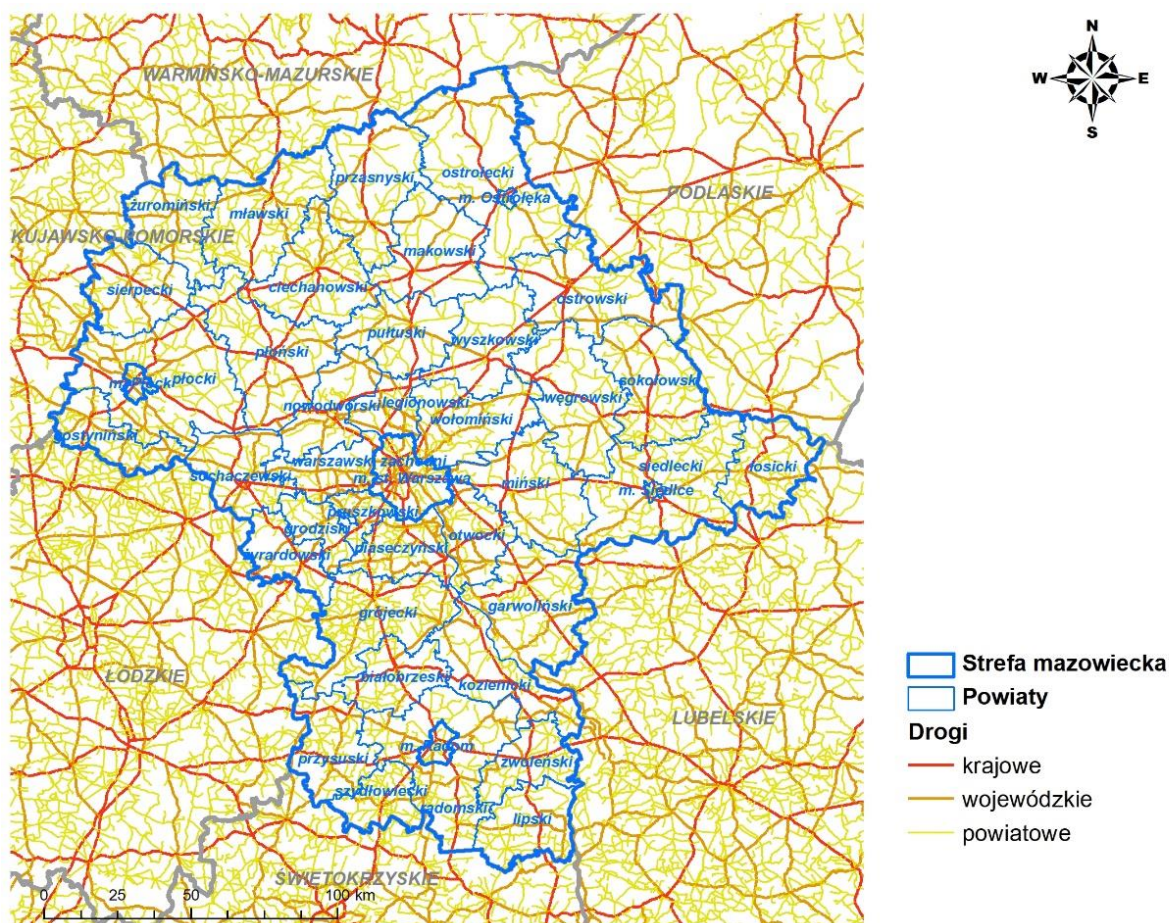 N
W E
S
WARMIŃSKO-MAZURSKIE
PODLASKIE
KUJAWSKO-POMORSKIE
ostrołęcki
przasnyski
m. Ostrołęka
żuromiński
mławski
makowski
sierpecki
ciechanowski
ostrowski
pułtuski
wyszkowski
płoński
płocki
sokołowski
węgrowski
nowodworski
legionowski
wołomiński
gostyniński
warszawski zachodni
siedlecki
łosicki
sochaczewski
m. st. Warszawa
miński
m. Siedlce
pruszkowski
grodziski
otwocki
piaseczyński
żyrardowski
garwoliński
grójecki
ŁÓDZKIE
białobrzeski
kozienicki
LUBELSKIE
m. Radom
przysuski
zwoleński
szydłowiecki
radomski
lipski
ŚWIĘTOKRZYSKIE
0 25 50 100 km
Strefa mazowiecka
Powiaty
Drogi
krajowe
wojewódzkie
powiatowe